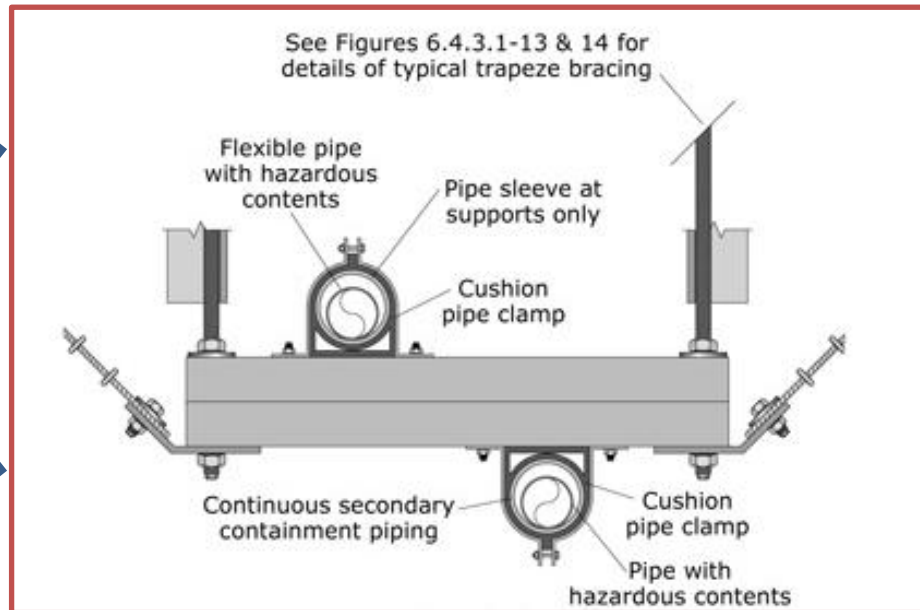 See Figures 6.4.3.1-13 & 14 for
details of typical trapeze bracing
Flexible pipe
with hazardous
contents
Pipe sleeve at
supports only
Cushion
pipe clamp
Continuous secondary
containment piping
Cushion
pipe clamp
Pipe with
hazardous contents